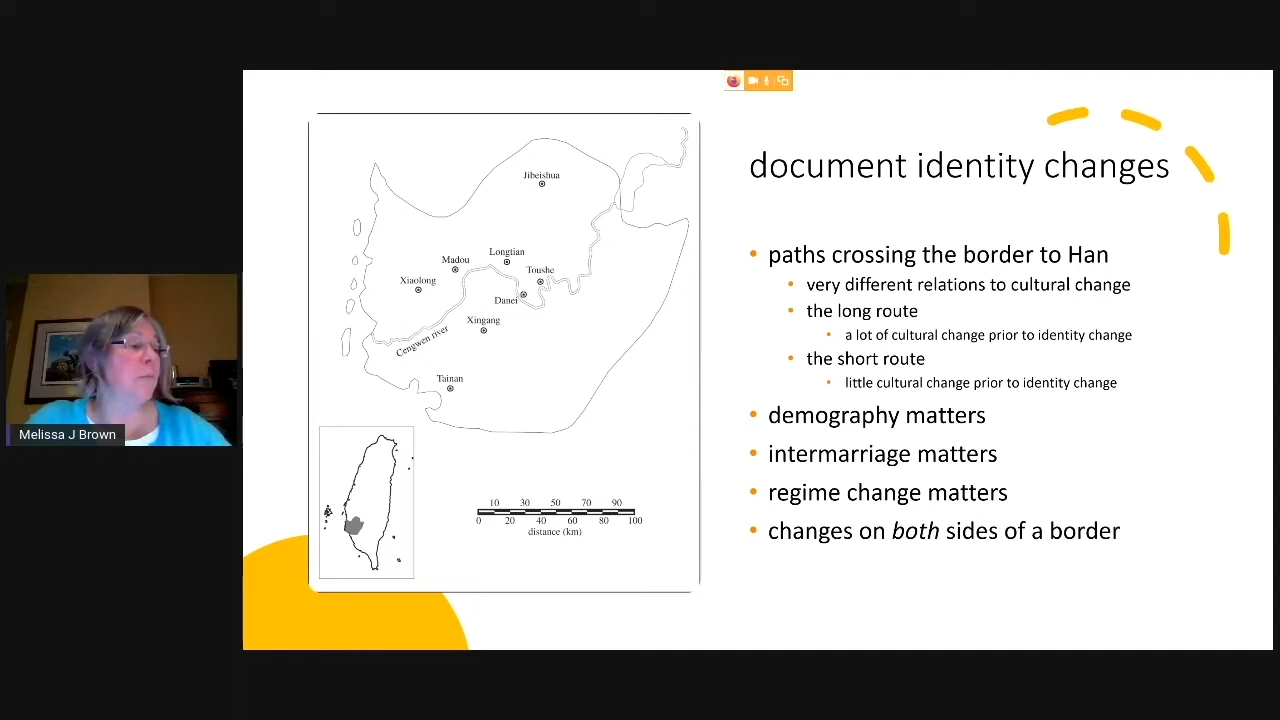 Melissa J Brown
Jibeishua
Madou
Longtian
Xiaolong
Toushe
Danei
Xingang
Cengwen river
Tainan
10 30 50 70 90
0 20 40 60 80 100
distance (km)
document identity changes
• paths crossing the border to Han
• very different relations to cultural change
• the long route
• a lot of cultural change prior to identity change
• the short route
• little cultural change prior to identity change
• demography matters
• intermarriage matters
• regime change matters
• changes on both sides of a border